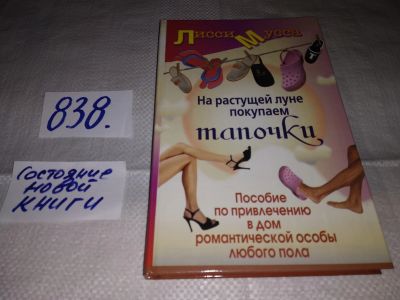 838.
Состояние
новой
книги
Лисси Мусса
На растущей луне
покупаем
тапочки
Пособие
по привлечению
в дом
романтической особы
любого пола